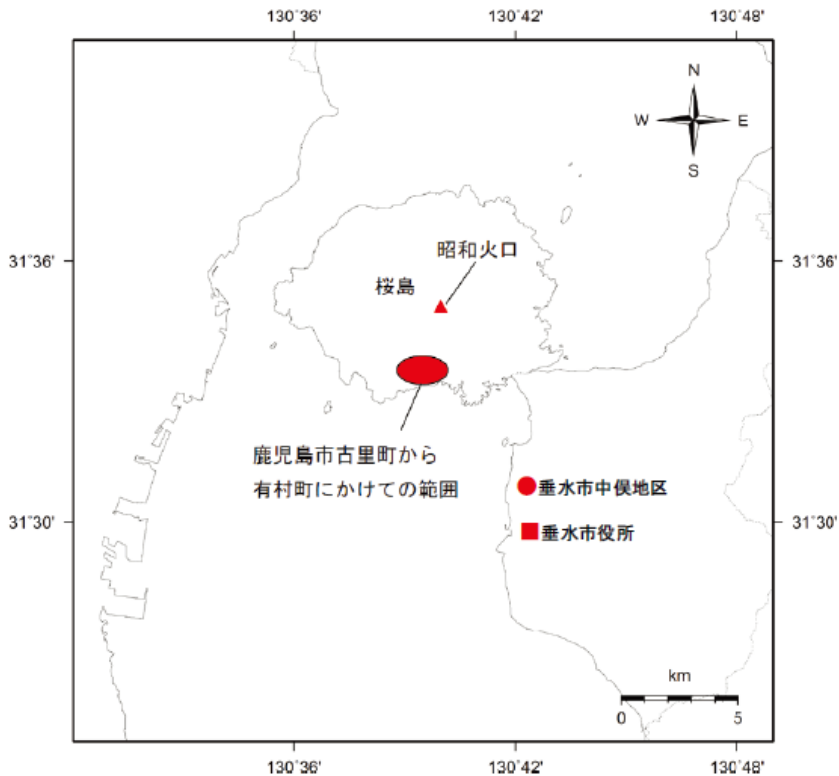 130°36' 130°42' 130°48'
N
W E
S
31°36' 31°36'
昭和火口
桜島
鹿児島市古里町から
有村町にかけての範囲
垂水市中俣地区
31°30' 31°30'
垂水市役所
km
0 5
130°36' 130°42' 130°48'